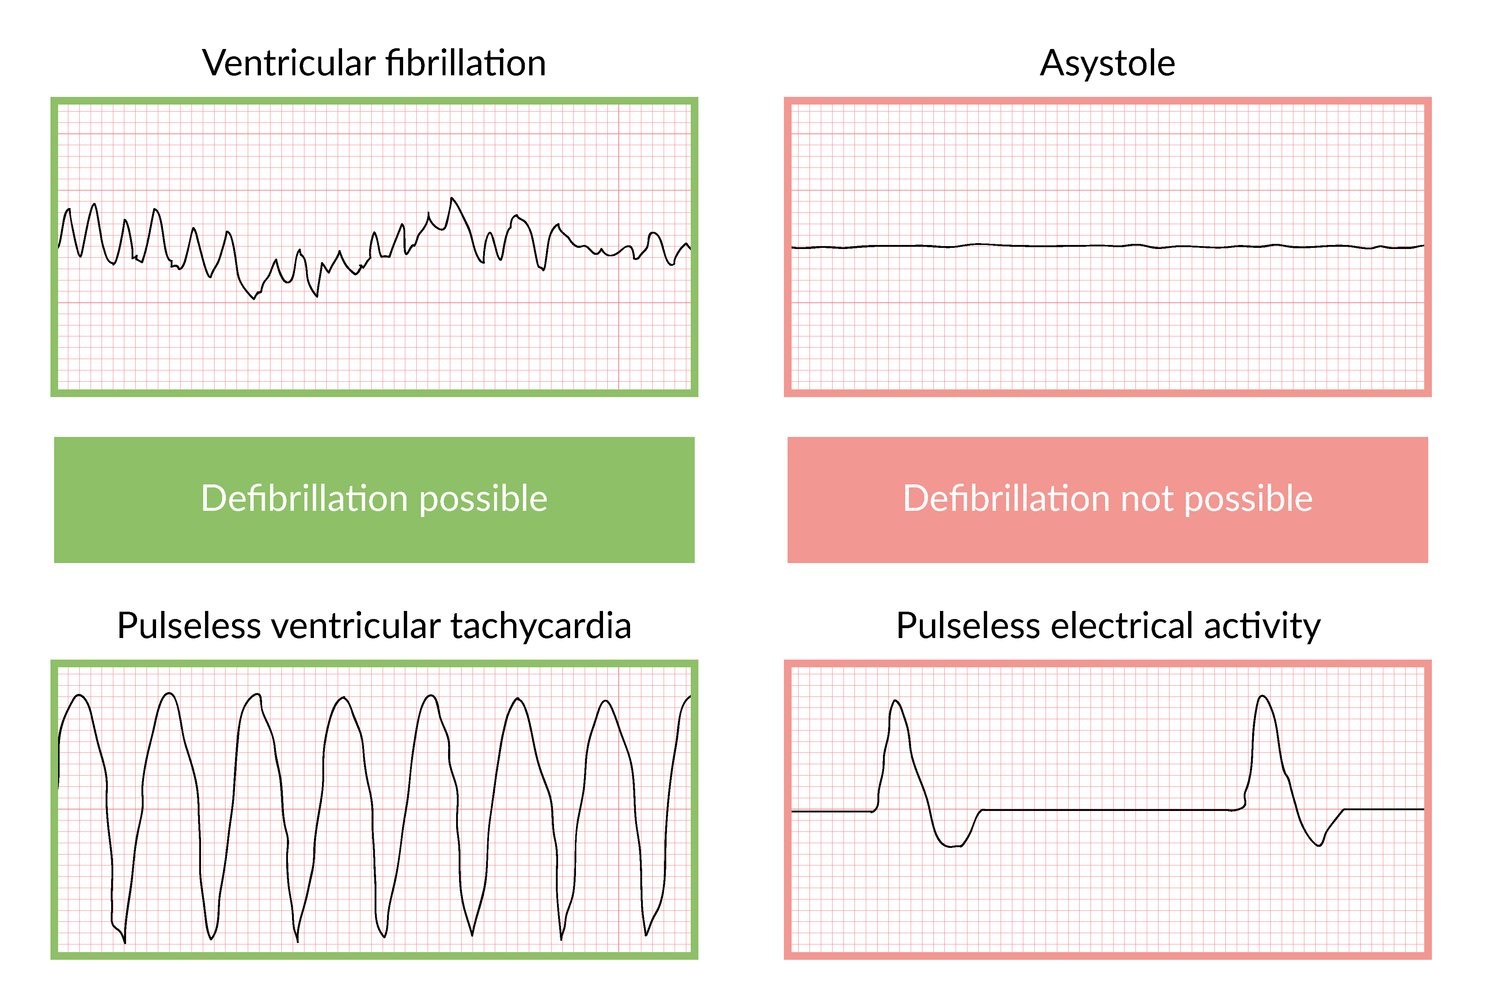 Ventricular fibrillation
Asystole
Defibrillation possible
Defibrillation not possible
Pulseless ventricular tachycardia
Pulseless electrical activity